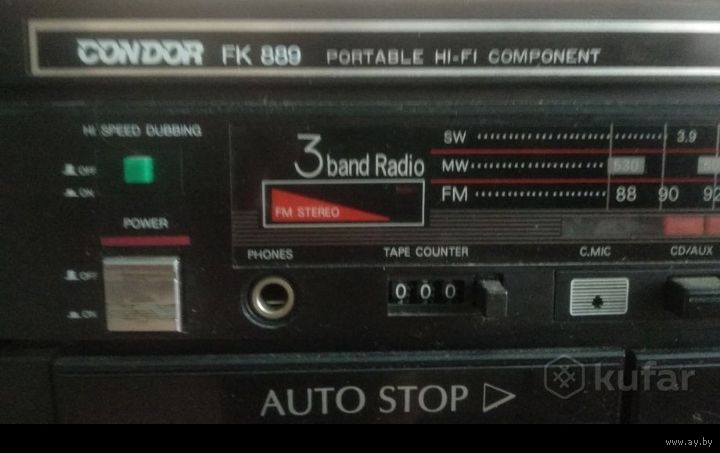 CONDOR FK 889 PORTABLE HI-FI COMPONENT
HI SPEED DUBBING
OFF
ON
POWER
OFF
ON
3 band Radio
FM STEREO
SW 3.9
MW 530
FM 88 90 92
PHONES
TAPE COUNTER
000
C.MIC
CD/AUX
AUTO STOP
kufar
www.ay.by